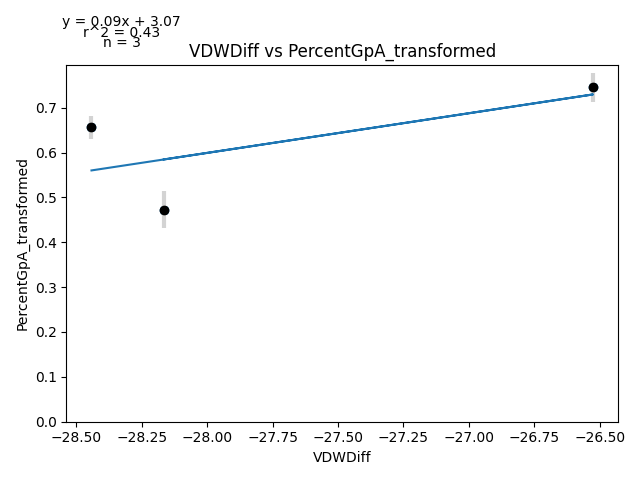 y = 0.09x + 3.07
r^2 = 0.43
n = 3
VDWDiff vs PercentGpA_transformed
PercentGpA_transformed
0.7
0.6
0.5
0.4
0.3
0.2
0.1
0.0
−28.50 −28.25 −28.00 −27.75 −27.50 −27.25 −27.00 −26.75 −26.50
VDWDiff